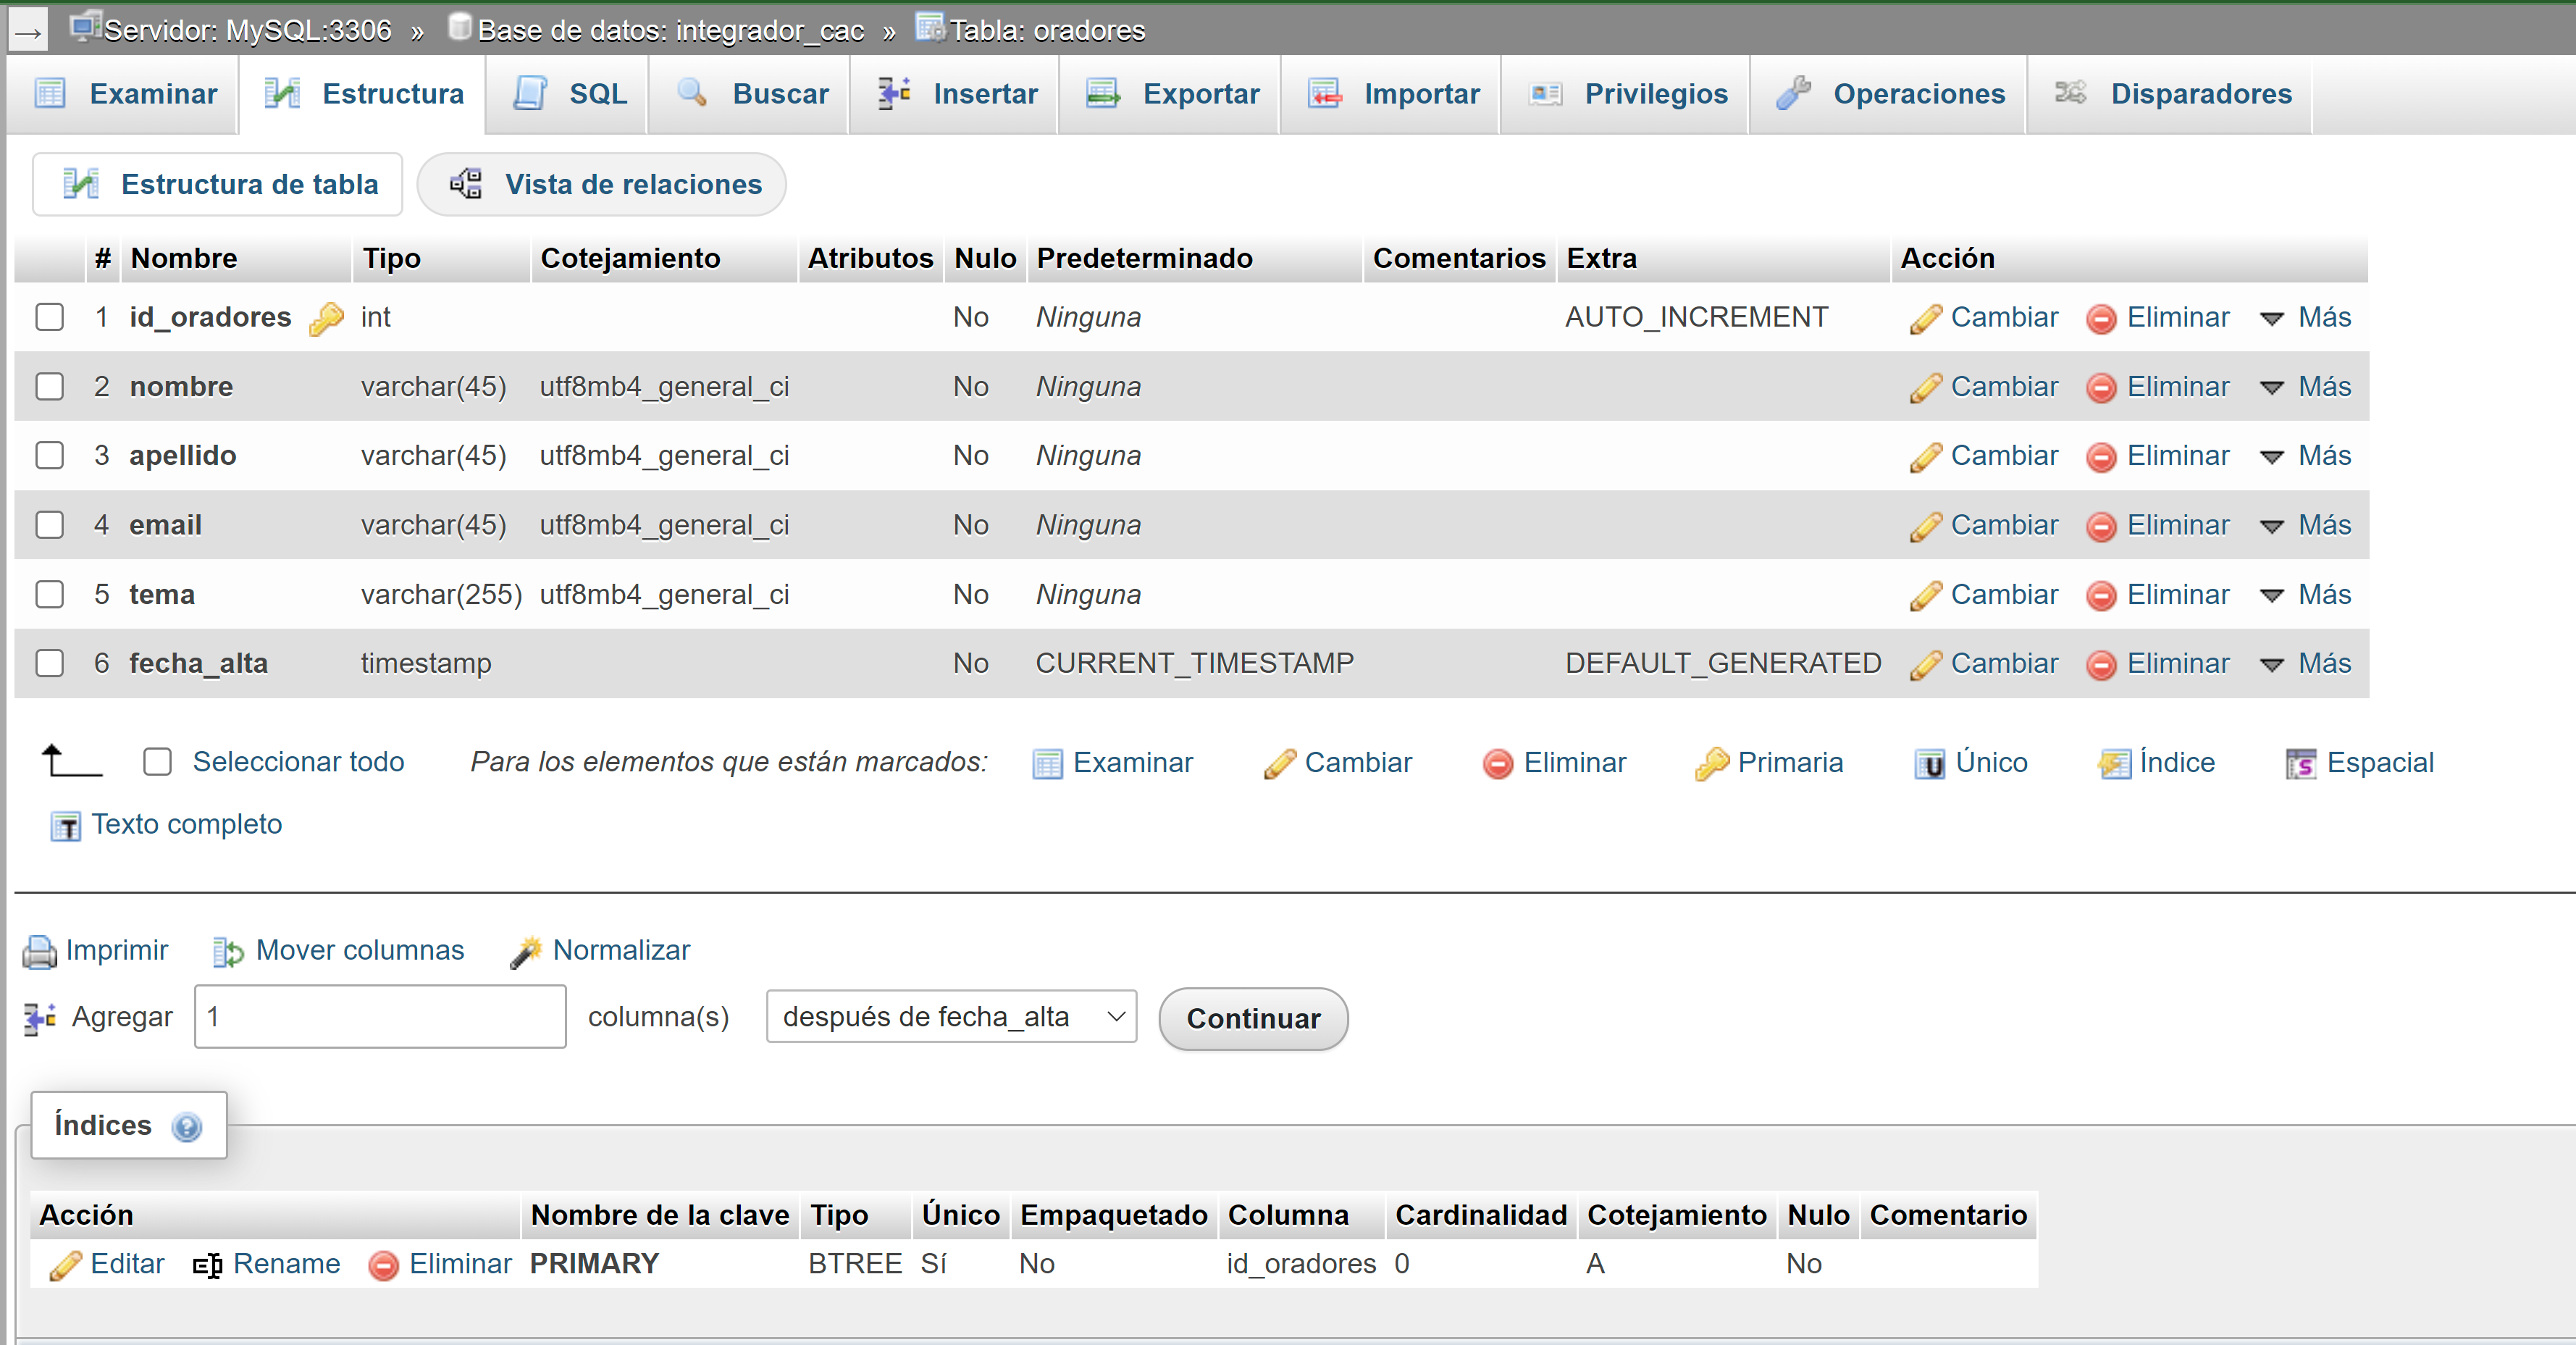 → Servidor: MySQL:3306 » Base de datos: integrador_cac » Tabla: oradores
Examinar Estructura SQL Buscar Insertar Exportar Importar Privilegios Operaciones Disparadores
Estructura de tabla Vista de relaciones
# Nombre Tipo Cotejamiento Atributos Nulo Predeterminado Comentarios Extra Acción
1 id_oradores int No Ninguna AUTO_INCREMENT Cambiar Eliminar Más
2 nombre varchar(45) utf8mb4_general_ci No Ninguna Cambiar Eliminar Más
3 apellido varchar(45) utf8mb4_general_ci No Ninguna Cambiar Eliminar Más
4 email varchar(45) utf8mb4_general_ci No Ninguna Cambiar Eliminar Más
5 tema varchar(255) utf8mb4_general_ci No Ninguna Cambiar Eliminar Más
6 fecha_alta timestamp No CURRENT_TIMESTAMP DEFAULT_GENERATED Cambiar Eliminar Más
Seleccionar todo Para los elementos que están marcados: Examinar Cambiar Eliminar Primaria Único Índice Espacial
Texto completo
Imprimir Mover columnas Normalizar
Agregar 1 columna(s) después de fecha_alta Continuar
Índices
Acción Nombre de la clave Tipo Único Empaquetado Columna Cardinalidad Cotejamiento Nulo Comentario
Editar Rename Eliminar PRIMARY BTREE Sí No id_oradores 0 A No